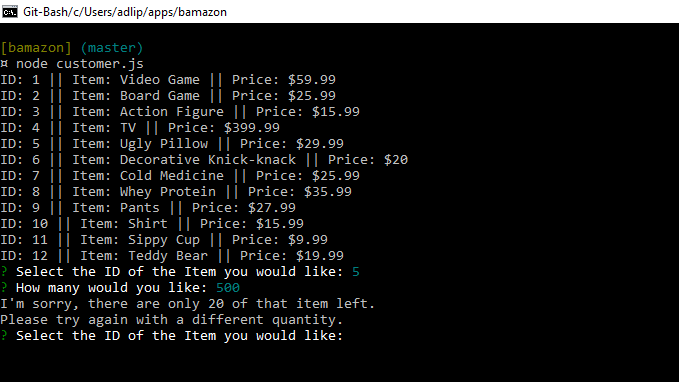 Git-Bash/c/Users/adlip/apps/bamazon
[bamazon] (master)
¤ node customer.js
ID: 1 || Item: Video Game || Price: $59.99
ID: 2 || Item: Board Game || Price: $25.99
ID: 3 || Item: Action Figure || Price: $15.99
ID: 4 || Item: TV || Price: $399.99
ID: 5 || Item: Ugly Pillow || Price: $29.99
ID: 6 || Item: Decorative Knick-knack || Price: $20
ID: 7 || Item: Cold Medicine || Price: $25.99
ID: 8 || Item: Whey Protein || Price: $35.99
ID: 9 || Item: Pants || Price: $27.99
ID: 10 || Item: Shirt || Price: $15.99
ID: 11 || Item: Sippy Cup || Price: $9.99
ID: 12 || Item: Teddy Bear || Price: $19.99
? Select the ID of the Item you would like: 5
? How many would you like: 500
I'm sorry, there are only 20 of that item left.
Please try again with a different quantity.
? Select the ID of the Item you would like: